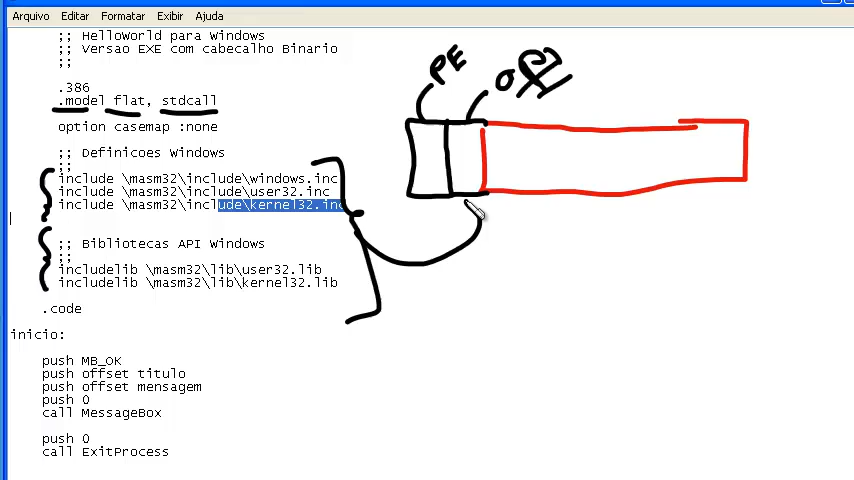 Arquivo Editar Formatar Exibir Ajuda
;; HelloWorld para Windows
;; Versao EXE com cabecalho Binario
;;
.386
.model flat, stdcall
option casemap :none
;; Definicoes Windows
;;
include \masm32\include\windows.inc
include \masm32\include\user32.inc
include \masm32\include\kernel32.inc
;; Bibliotecas API Windows
;;
includelib \masm32\lib\user32.lib
includelib \masm32\lib\kernel32.lib
.code
inicio:
push MB_OK
push offset titulo
push offset mensagem
push 0
call MessageBox
push 0
call ExitProcess
PE